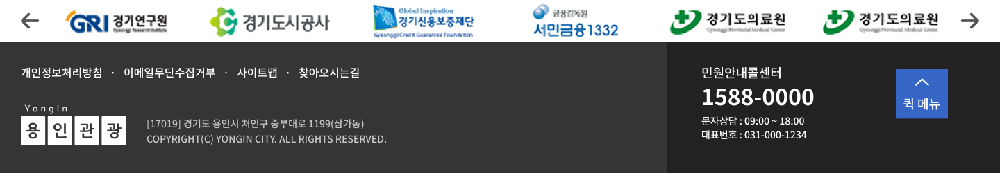 GRI 경기연구원
Gyeonggi Research Institute
경기도시공사
Global Inspiration
경기신용보증재단
Gyeonggi Credit Guarantee Foundation
금융감독원
서민금융1332
경기도의료원
Gyeonggi Provincial Medical Center
경기도의료원
Gyeonggi Provincial Medical Center
개인정보처리방침 · 이메일무단수집거부 · 사이트맵 · 찾아오시는길
YongIn
용인관광
[17019] 경기도 용인시 처인구 중부대로 1199(삼가동)
COPYRIGHT(C) YONGIN CITY. ALL RIGHTS RESERVED.
민원안내콜센터
1588-0000
문자상담 : 09:00 ~ 18:00
대표번호 : 031-000-1234
퀵 메뉴